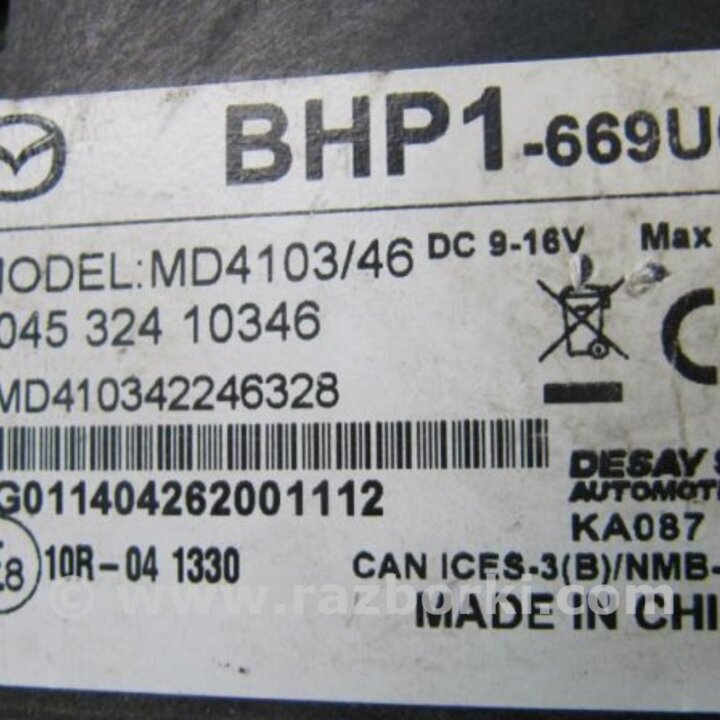 BHP1-669U
MODEL:MD4103/46 DC 9-16V Max
045 324 10346
MD410342246328
G011404262001112
DESAY
AUTOMOT
KA087
10R-04 1330
CAN ICES-3(B)/NMB-
MADE IN CHI
© www.razborki.com